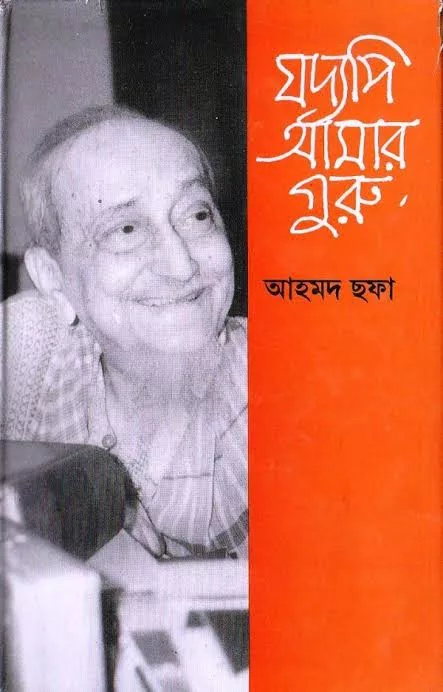 যদ্যপি
আমার
গুরু
আহমদ ছফা